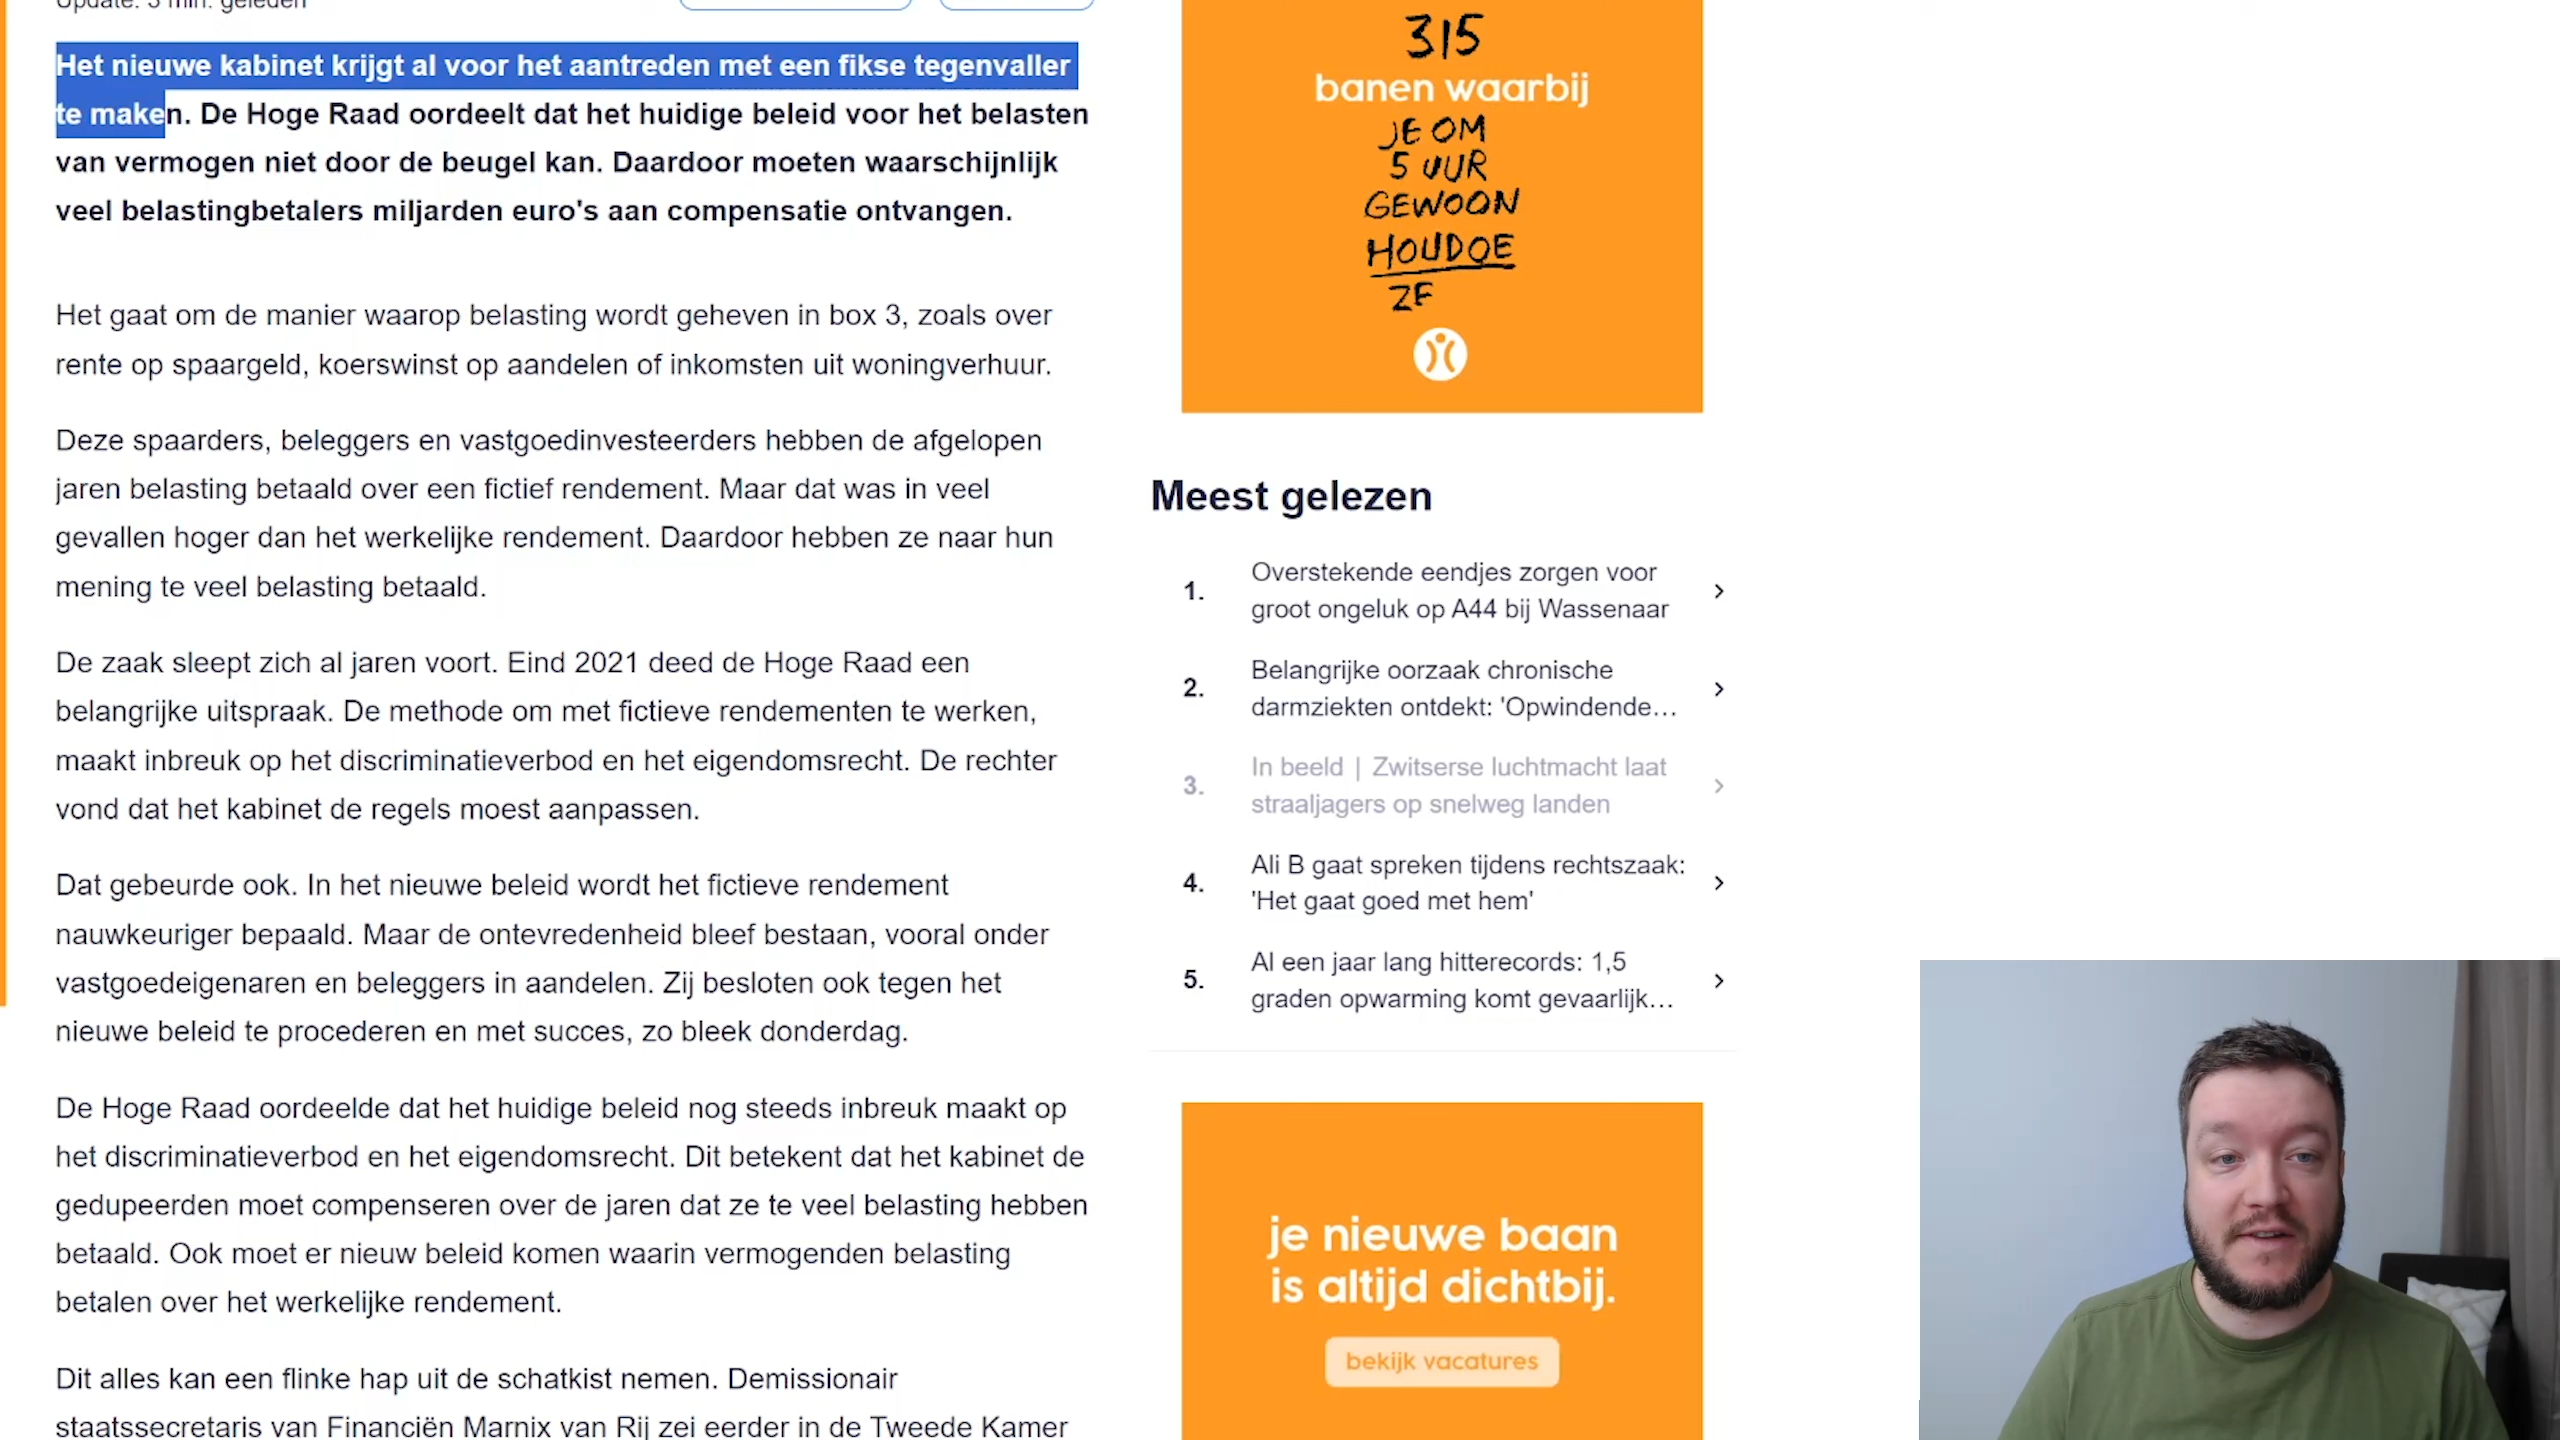 Update: 3 min. geleden
Het nieuwe kabinet krijgt al voor het aantreden met een fikse tegenvaller
te maken. De Hoge Raad oordeelt dat het huidige beleid voor het belasten
van vermogen niet door de beugel kan. Daardoor moeten waarschijnlijk
veel belastingbetalers miljarden euro's aan compensatie ontvangen.
Het gaat om de manier waarop belasting wordt geheven in box 3, zoals over
rente op spaargeld, koerswinst op aandelen of inkomsten uit woningverhuur.
Deze spaarders, beleggers en vastgoedinvesteerders hebben de afgelopen
jaren belasting betaald over een fictief rendement. Maar dat was in veel
gevallen hoger dan het werkelijke rendement. Daardoor hebben ze naar hun
mening te veel belasting betaald.
De zaak sleept zich al jaren voort. Eind 2021 deed de Hoge Raad een
belangrijke uitspraak. De methode om met fictieve rendementen te werken,
maakt inbreuk op het discriminatieverbod en het eigendomsrecht. De rechter
vond dat het kabinet de regels moest aanpassen.
Dat gebeurde ook. In het nieuwe beleid wordt het fictieve rendement
nauwkeuriger bepaald. Maar de ontevredenheid bleef bestaan, vooral onder
vastgoedeigenaren en beleggers in aandelen. Zij besloten ook tegen het
nieuwe beleid te procederen en met succes, zo bleek donderdag.
De Hoge Raad oordeelde dat het huidige beleid nog steeds inbreuk maakt op
het discriminatieverbod en het eigendomsrecht. Dit betekent dat het kabinet de
gedupeerden moet compenseren over de jaren dat ze te veel belasting hebben
betaald. Ook moet er nieuw beleid komen waarin vermogenden belasting
betalen over het werkelijke rendement.
Dit alles kan een flinke hap uit de schatkist nemen. Demissionair
staatssecretaris van Financiën Marnix van Rij zei eerder in de Tweede Kamer
315
banen waarbij
JE OM
5 UUR
GEWOON
HOUDOE
ZE
Meest gelezen
1. Overstekende eendjes zorgen voor
groot ongeluk op A44 bij Wassenaar
2. Belangrijke oorzaak chronische
darmziekten ontdekt: 'Opwindende...
3. In beeld | Zwitserse luchtmacht laat
straaljagers op snelweg landen
4. Ali B gaat spreken tijdens rechtszaak:
'Het gaat goed met hem'
5. Al een jaar lang hitterecords: 1,5
graden opwarming komt gevaarlijk...
je nieuwe baan
is altijd dichtbij.
bekijk vacatures